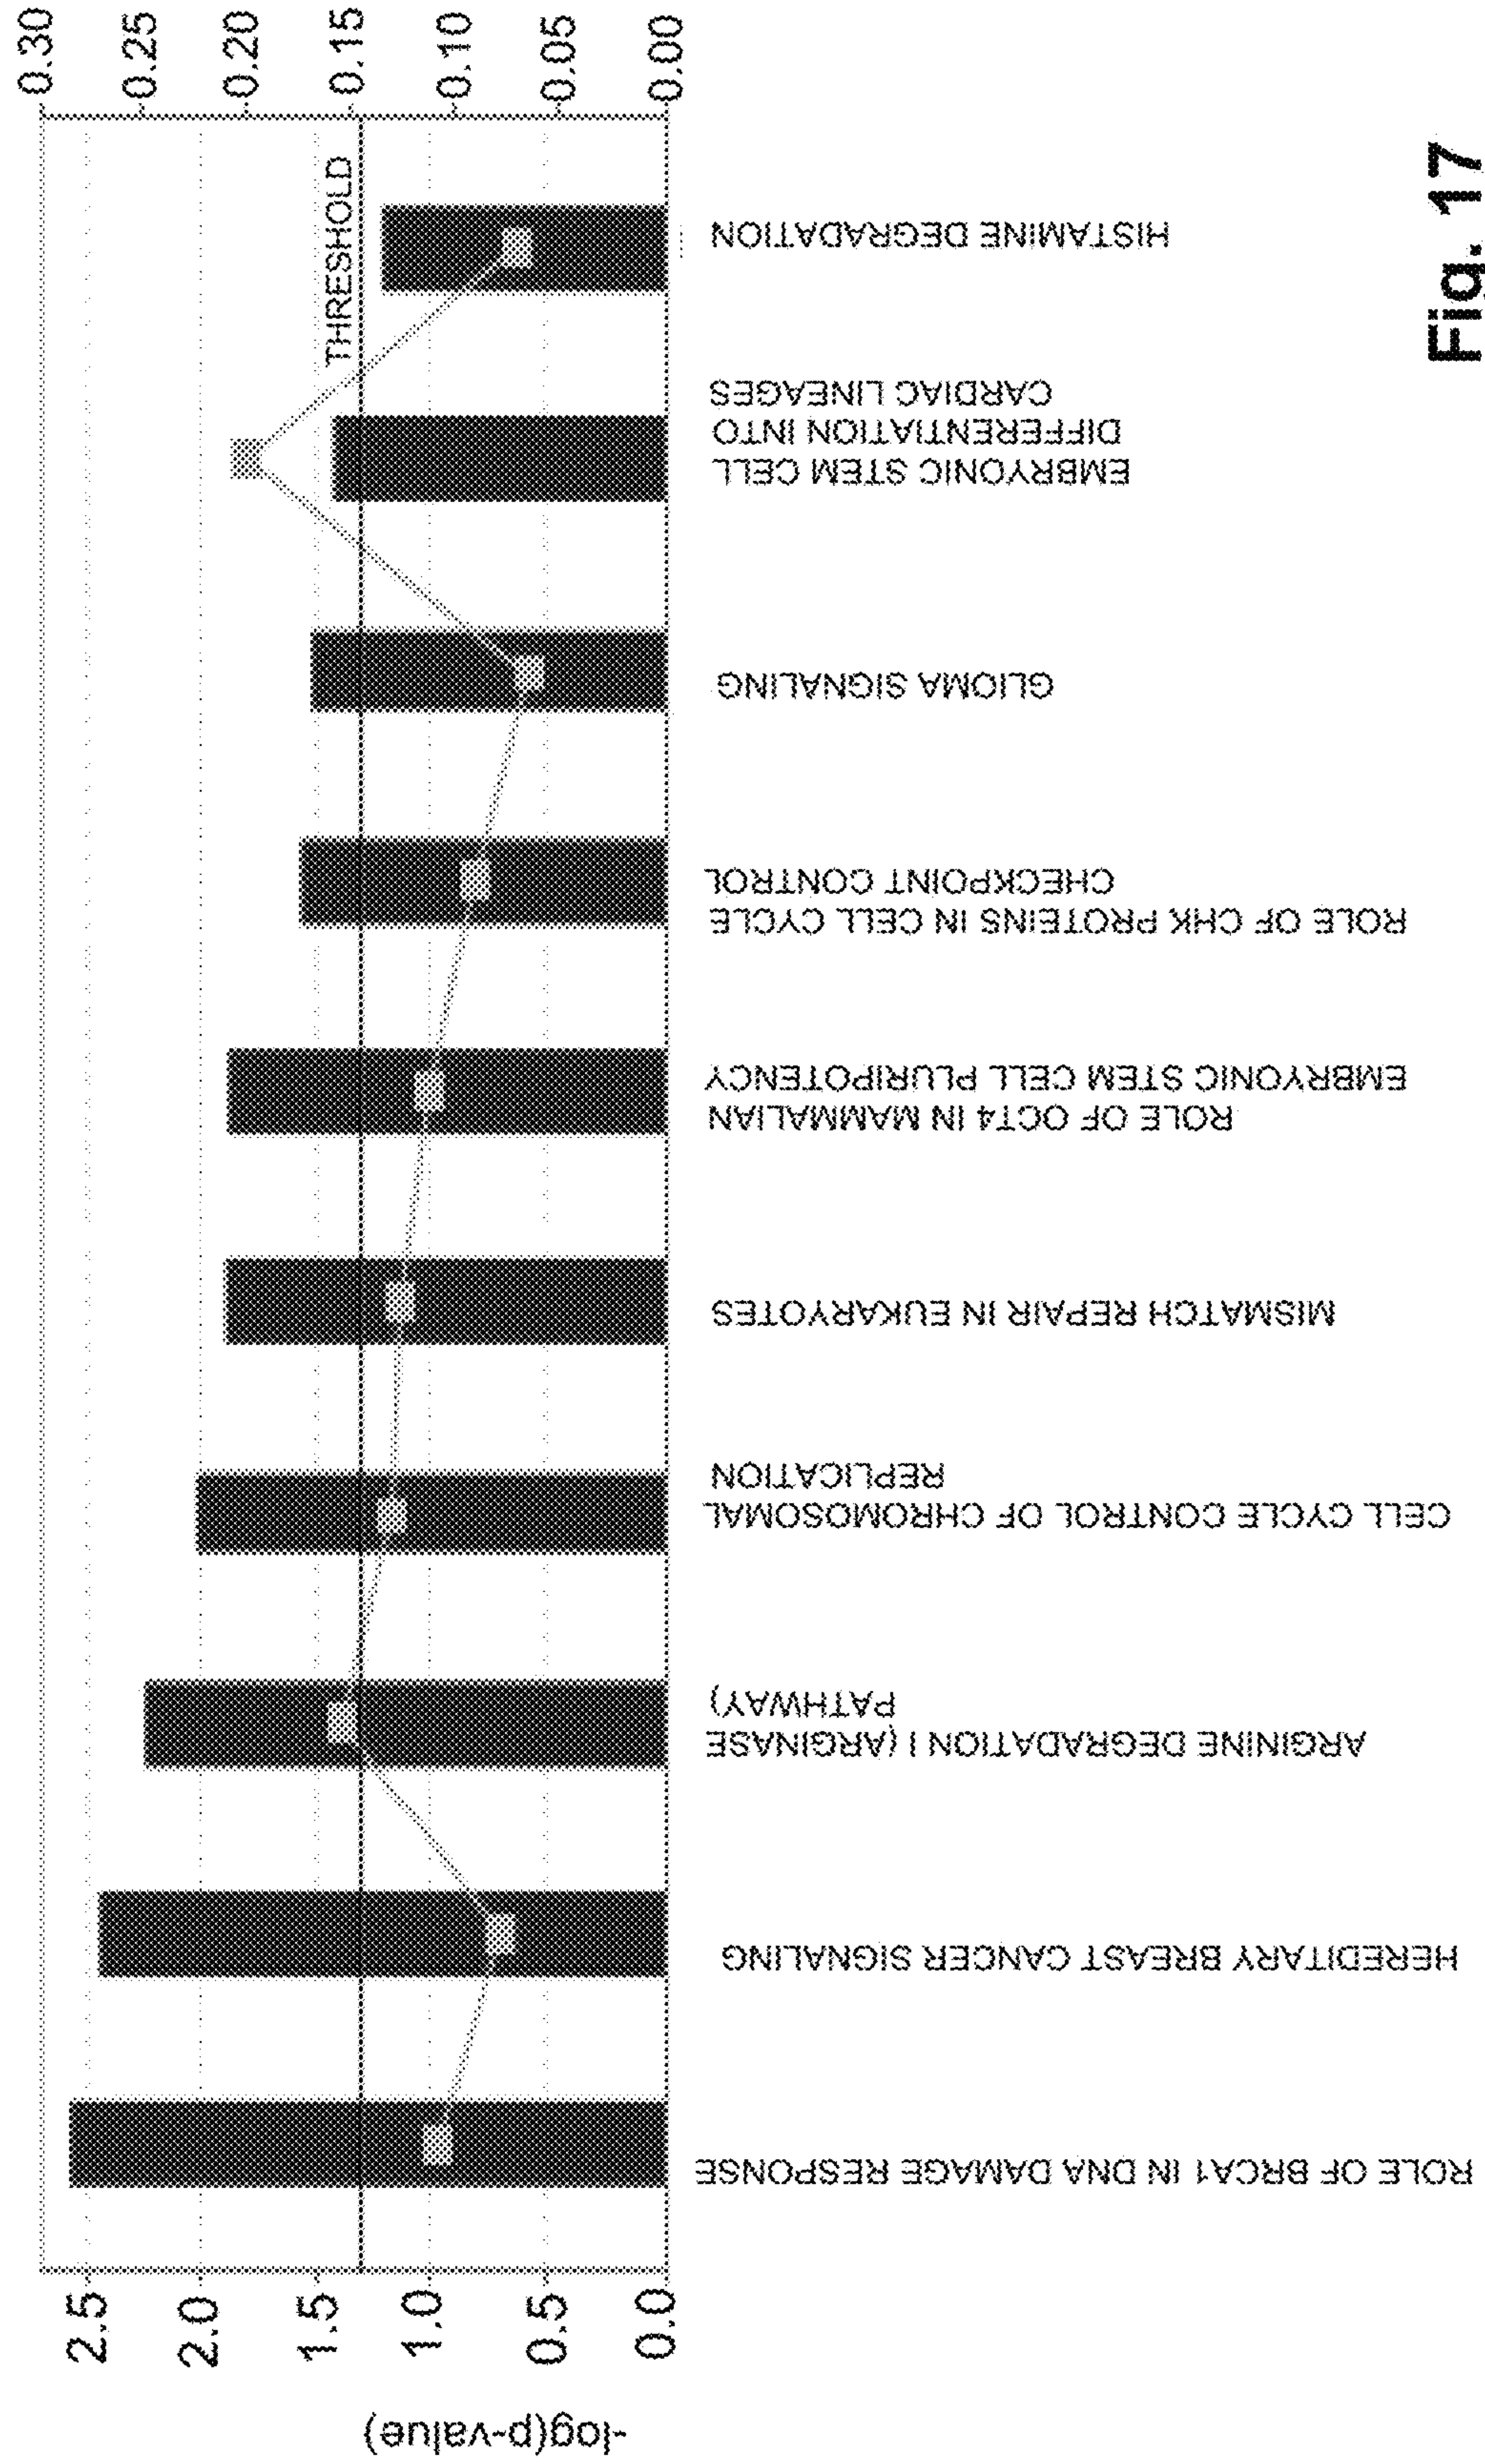 -log(p-value)
2.5
2.0
1.5
1.0
0.5
0.0
THRESHOLD
0.30
0.25
0.20
0.15
0.10
0.05
0.00
ROLE OF BRCA1 IN DNA DAMAGE RESPONSE
HEREDITARY BREAST CANCER SIGNALING
ARGININE DEGRADATION I (ARGINASE
PATHWAY)
CELL CYCLE CONTROL OF CHROMOSOMAL
REPLICATION
MISMATCH REPAIR IN EUKARYOTES
ROLE OF OCT4 IN MAMMALIAN
EMBRYONIC STEM CELL PLURIPOTENCY
ROLE OF CHK PROTEINS IN CELL CYCLE
CHECKPOINT CONTROL
GLIOMA SIGNALING
EMBRYONIC STEM CELL
DIFFERENTIATION INTO
CARDIAC LINEAGES
HISTAMINE DEGRADATION
Fig. 17